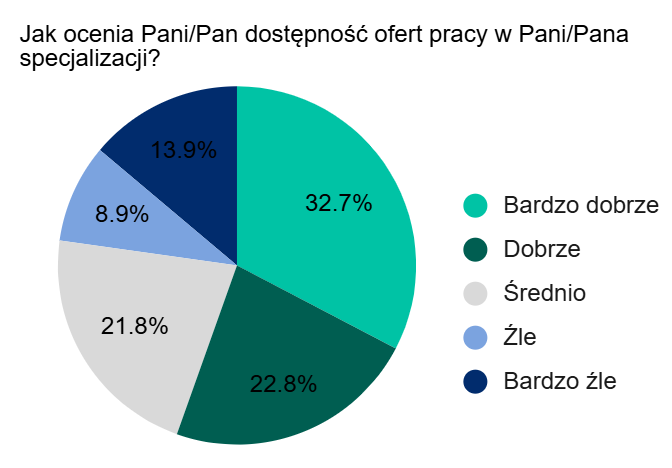 Jak ocenia Pani/Pan dostępność ofert pracy w Pani/Pana
specjalizacji?
13.9%
32.7%
8.9%
21.8%
22.8%
Bardzo dobrze
Dobrze
Średnio
Źle
Bardzo źle